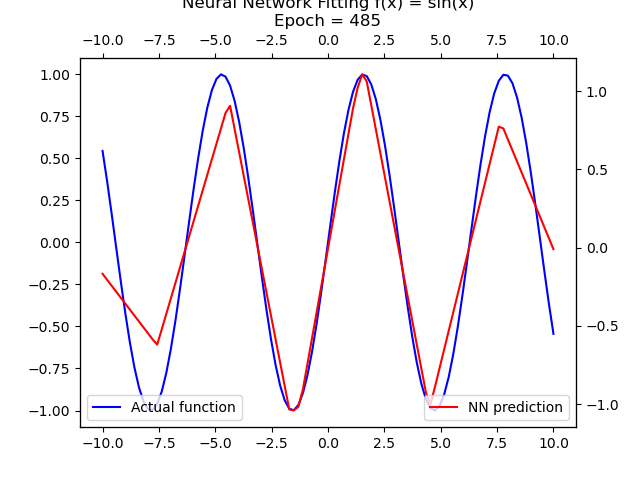 Neural Network Fitting f(x) = sin(x)
Epoch = 485
−10.0 −7.5 −5.0 −2.5 0.0 2.5 5.0 7.5 10.0
1.00
0.75
0.50
0.25
0.00
−0.25
−0.50
−0.75
−1.00
1.0
0.5
0.0
−0.5
−1.0
Actual function
NN prediction
−10.0 −7.5 −5.0 −2.5 0.0 2.5 5.0 7.5 10.0